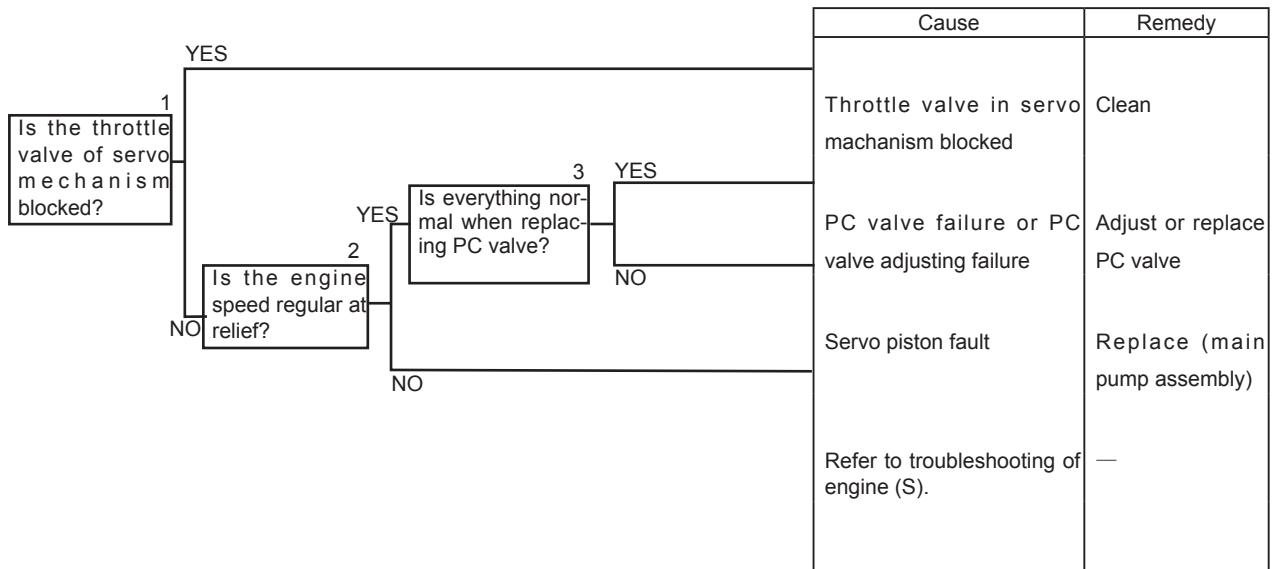 Cause
Remedy
YES
1
Is the throttle
valve of servo
mechanism
blocked?
NO
2
Is the engine
speed regular at
relief?
YES
3
Is everything nor-
mal when replac-
ing PC valve?
YES
NO
NO
Throttle valve in servo
machanism blocked
Clean
PC valve failure or PC
valve adjusting failure
Adjust or replace
PC valve
Servo piston fault
Replace (main
pump assembly)
Refer to troubleshooting of
engine (S).
—